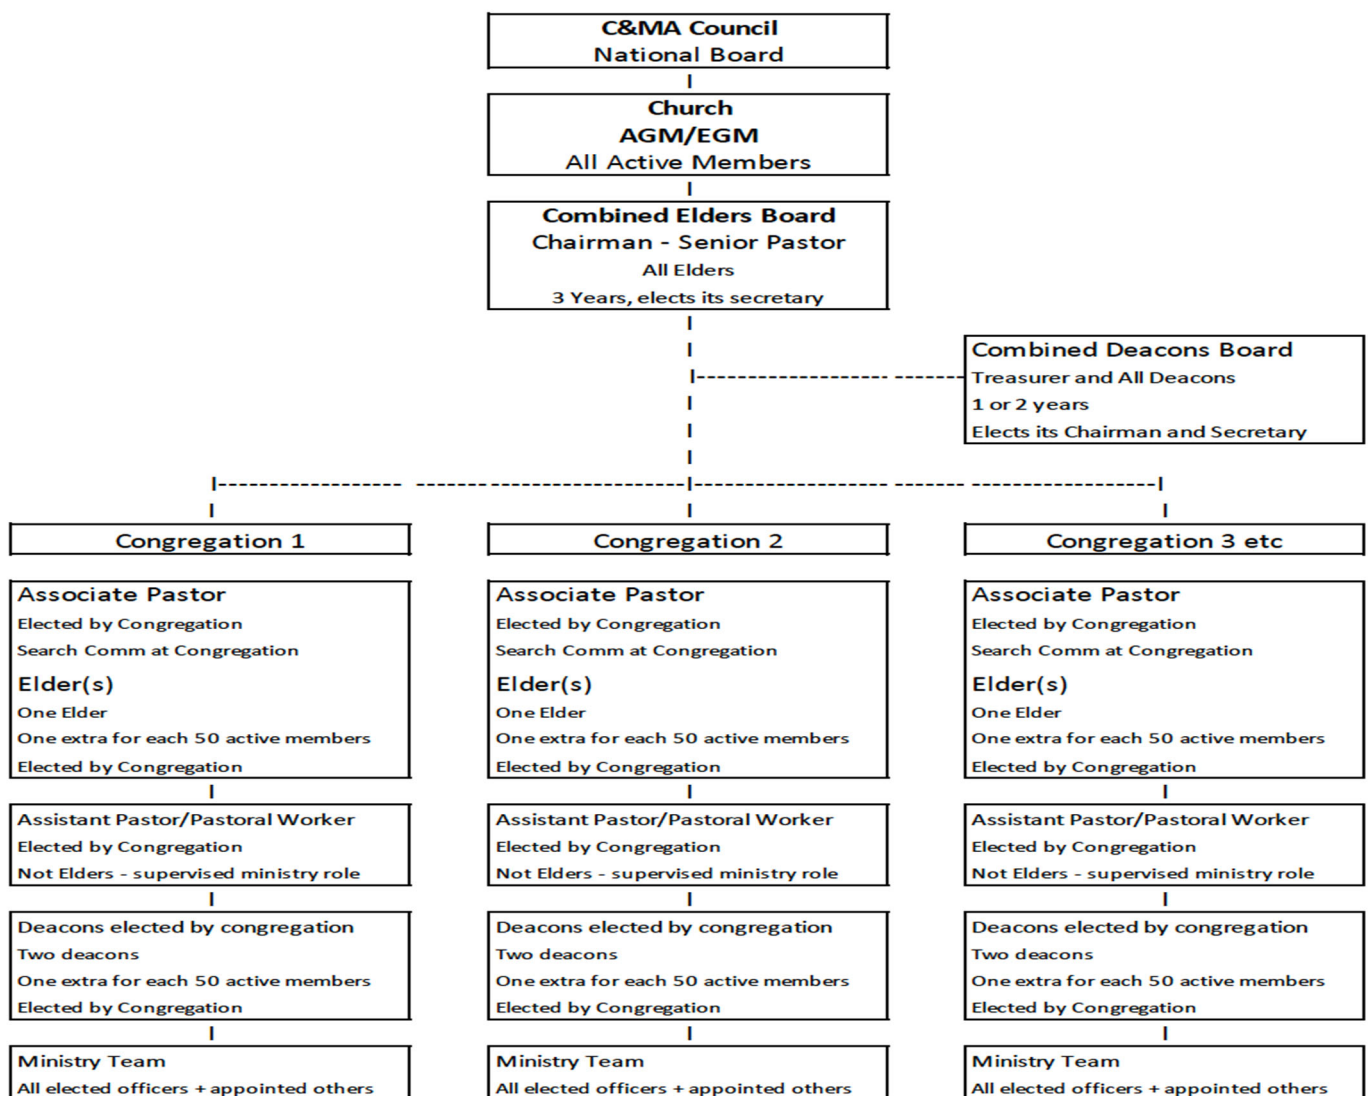 C&MA Council
National Board
Church
AGM/EGM
All Active Members
Combined Elders Board
Chairman - Senior Pastor
All Elders
3 Years, elects its secretary
Combined Deacons Board
Treasurer and All Deacons
1 or 2 years
Elects its Chairman and Secretary
Congregation 1
Associate Pastor
Elected by Congregation
Search Comm at Congregation
Elder(s)
One Elder
One extra for each 50 active members
Elected by Congregation
Assistant Pastor/Pastoral Worker
Elected by Congregation
Not Elders - supervised ministry role
Deacons elected by congregation
Two deacons
One extra for each 50 active members
Elected by Congregation
Ministry Team
All elected officers + appointed others
Congregation 2
Associate Pastor
Elected by Congregation
Search Comm at Congregation
Elder(s)
One Elder
One extra for each 50 active members
Elected by Congregation
Assistant Pastor/Pastoral Worker
Elected by Congregation
Not Elders - supervised ministry role
Deacons elected by congregation
Two deacons
One extra for each 50 active members
Elected by Congregation
Ministry Team
All elected officers + appointed others
Congregation 3 etc
Associate Pastor
Elected by Congregation
Search Comm at Congregation
Elder(s)
One Elder
One extra for each 50 active members
Elected by Congregation
Assistant Pastor/Pastoral Worker
Elected by Congregation
Not Elders - supervised ministry role
Deacons elected by congregation
Two deacons
One extra for each 50 active members
Elected by Congregation
Ministry Team
All elected officers + appointed others